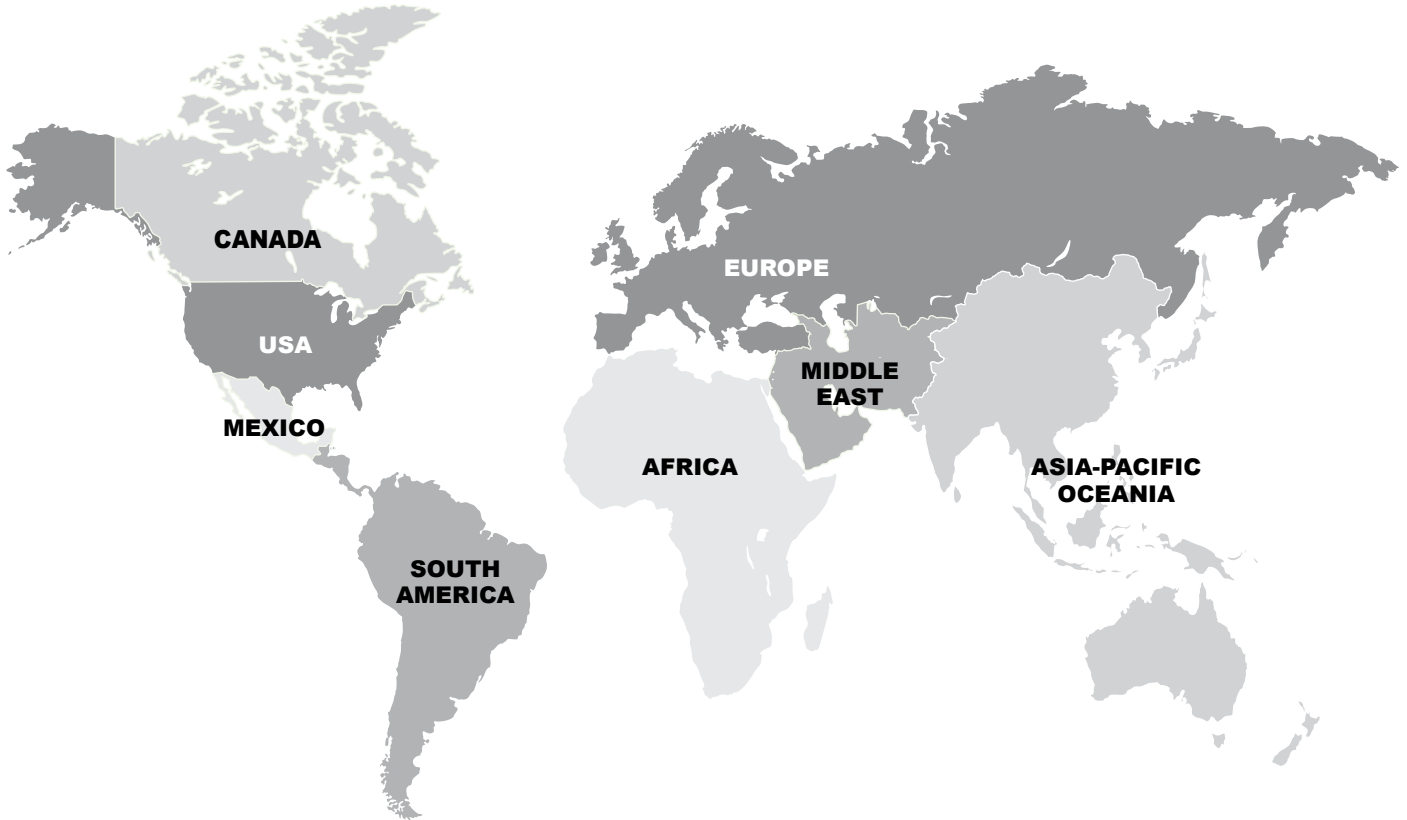 CANADA
USA
MEXICO
SOUTH
AMERICA
EUROPE
MIDDLE
EAST
AFRICA
ASIA-PACIFIC
OCEANIA